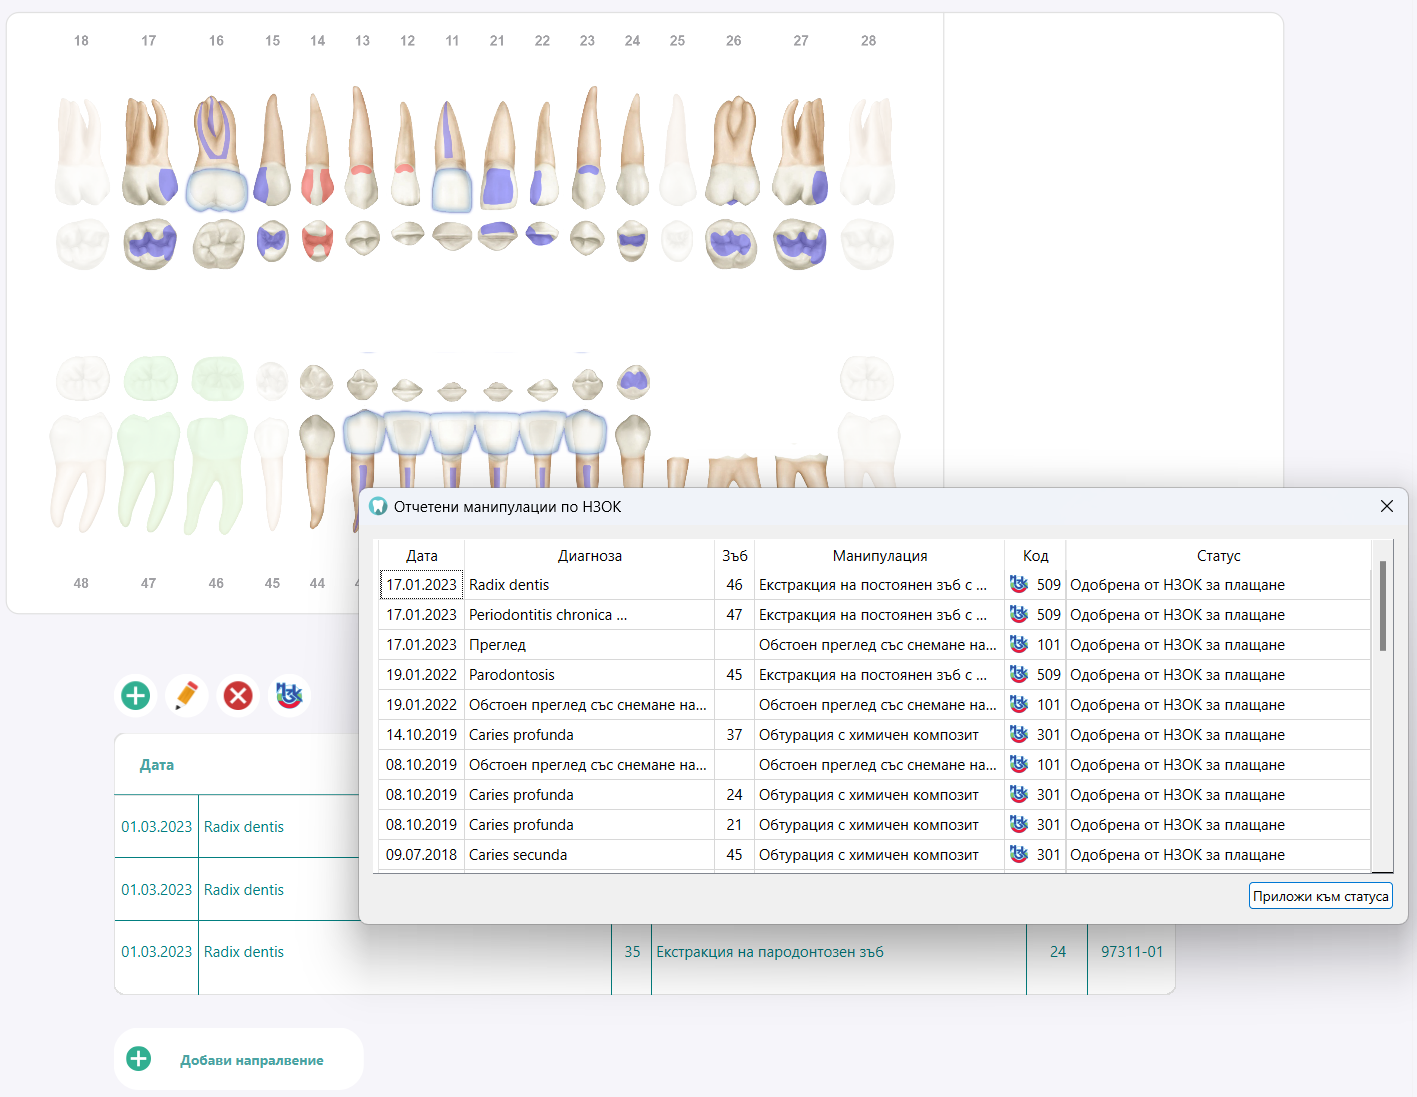 18 17 16 15 14 13 12 11 21 22 23 24 25 26 27 28
48 47 46 45 44
Отчетени манипулации по НЗОК
Дата Диагноза Зъб Манипулация Код Статус
17.01.2023 Radix dentis 46 Екстракция на постоянен зъб с ... 509 Одобрена от НЗОК за плащане
17.01.2023 Periodontitis chronica ... 47 Екстракция на постоянен зъб с ... 509 Одобрена от НЗОК за плащане
17.01.2023 Преглед Обстоен преглед със снемане на... 101 Одобрена от НЗОК за плащане
19.01.2022 Parodontosis 45 Екстракция на постоянен зъб с ... 509 Одобрена от НЗОК за плащане
19.01.2022 Обстоен преглед със снемане на... Обстоен преглед със снемане на... 101 Одобрена от НЗОК за плащане
14.10.2019 Caries profunda 37 Обтурация с химичен композит 301 Одобрена от НЗОК за плащане
08.10.2019 Обстоен преглед със снемане на... Обстоен преглед със снемане на... 101 Одобрена от НЗОК за плащане
08.10.2019 Caries profunda 24 Обтурация с химичен композит 301 Одобрена от НЗОК за плащане
08.10.2019 Caries profunda 21 Обтурация с химичен композит 301 Одобрена от НЗОК за плащане
09.07.2018 Caries secunda 45 Обтурация с химичен композит 301 Одобрена от НЗОК за плащане
Приложи към статуса
Дата
01.03.2023 Radix dentis
01.03.2023 Radix dentis
01.03.2023 Radix dentis 35 Екстракция на пародонтозен зъб 24 97311-01
Добави напралвение